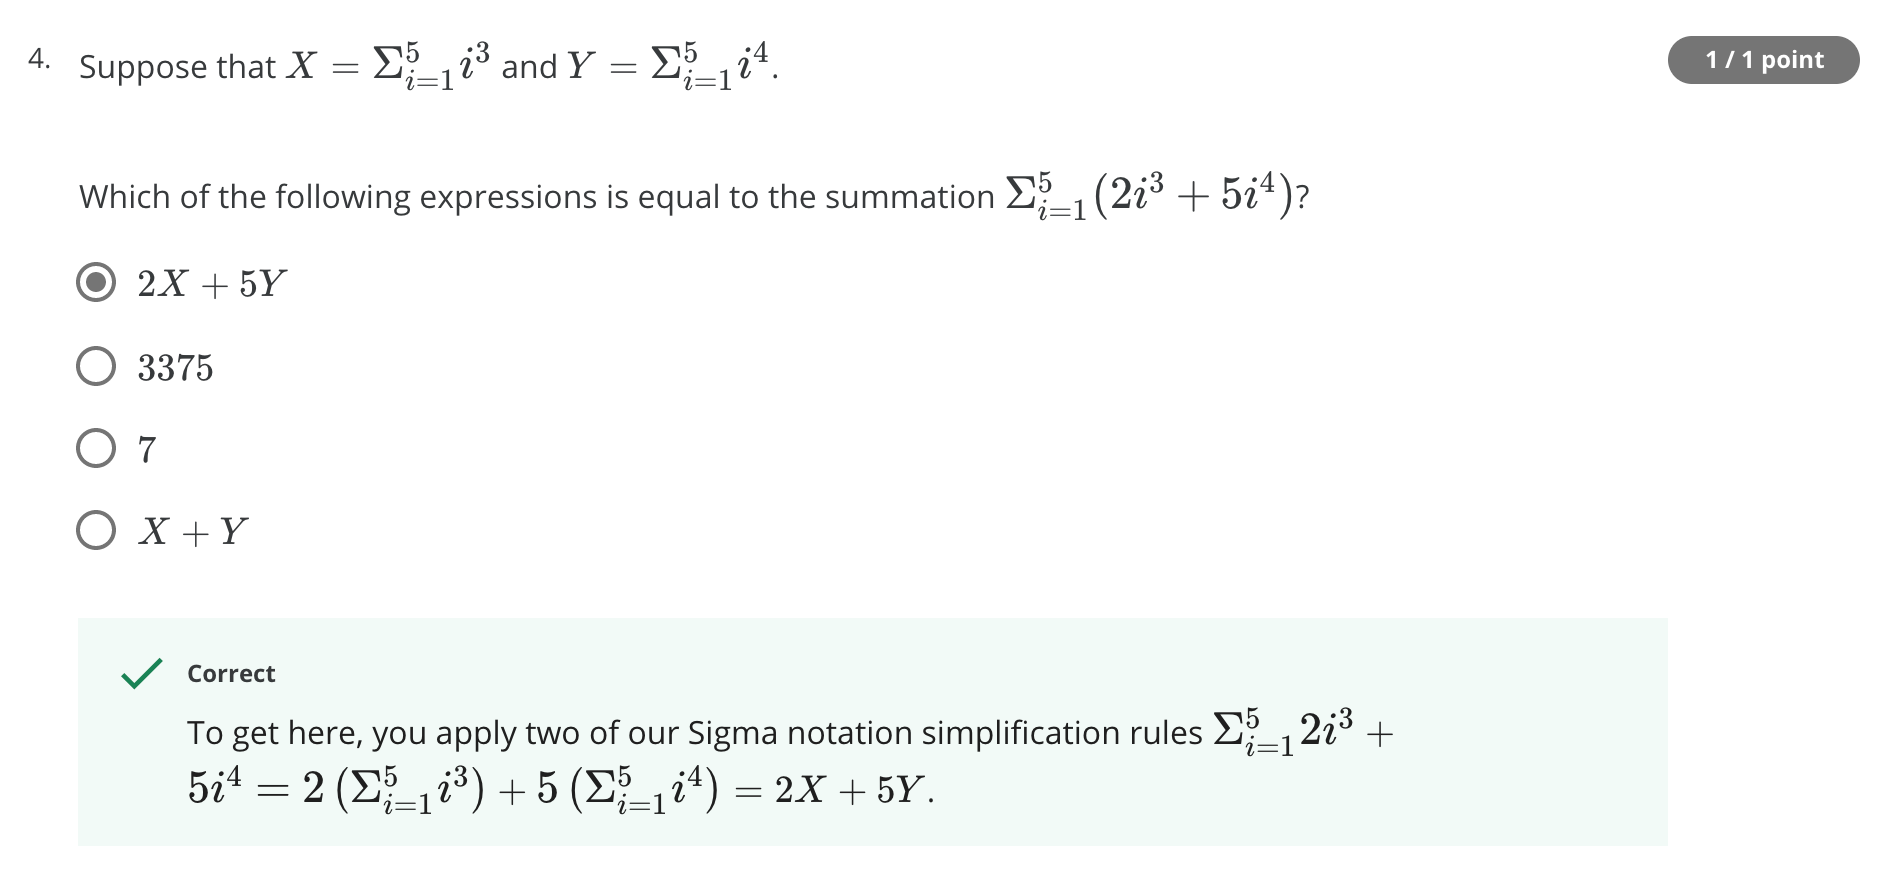 4. Suppose that $X = \Sigma_{i=1}^{5} i^3$ and $Y = \Sigma_{i=1}^{5} i^4$.
1 / 1 point
Which of the following expressions is equal to the summation $\Sigma_{i=1}^{5} (2i^3 + 5i^4)$?
$2X + 5Y$
3375
7
$X + Y$
Correct
To get here, you apply two of our Sigma notation simplification rules $\Sigma_{i=1}^{5} 2i^3 +$
$5i^4 = 2 \left(\Sigma_{i=1}^{5} i^3\right) + 5 \left(\Sigma_{i=1}^{5} i^4\right) = 2X + 5Y$.